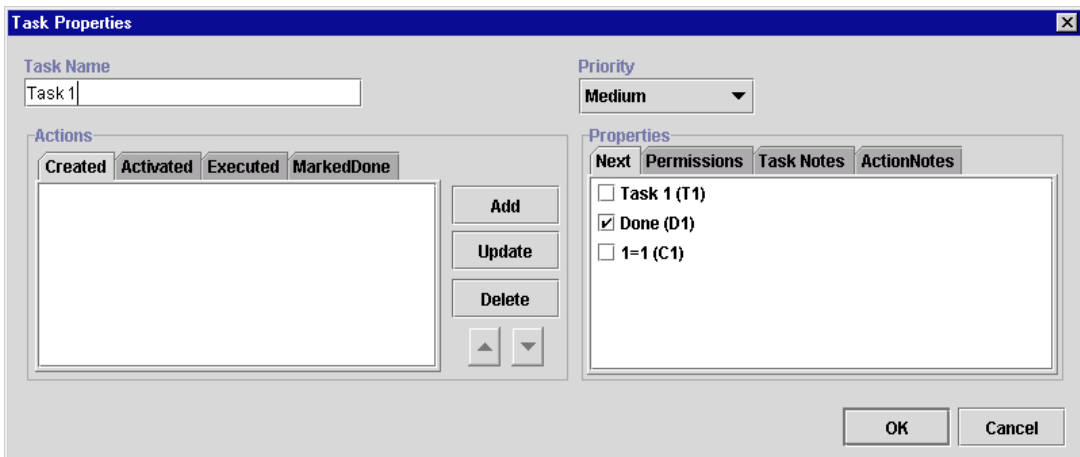 Task Properties
Task Name
Task 1
Priority
Medium
Actions
Created Activated Executed MarkedDone
Add
Update
Delete
Properties
Next Permissions Task Notes ActionNotes
Task 1 (T1)
Done (D1)
1=1 (C1)
OK Cancel